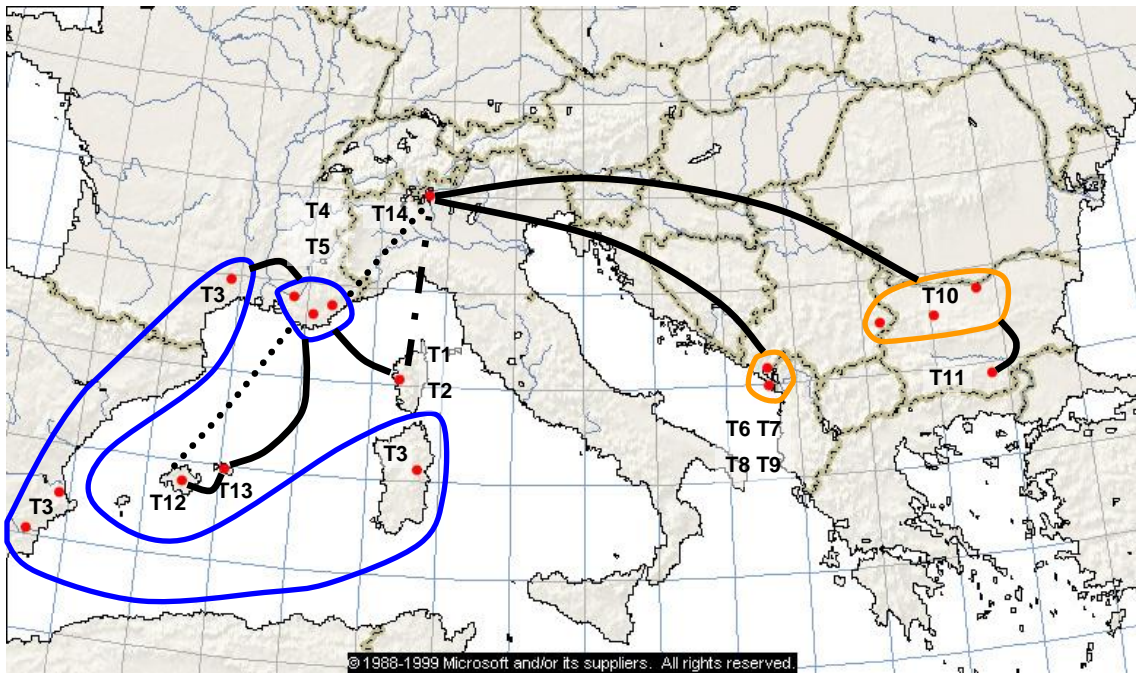 T4
T14
T5
T3
T10
T1
T11
T2
T6 T7
T3
T8 T9
T3
T12
T13
© 1988-1999 Microsoft and/or its suppliers. All rights reserved.